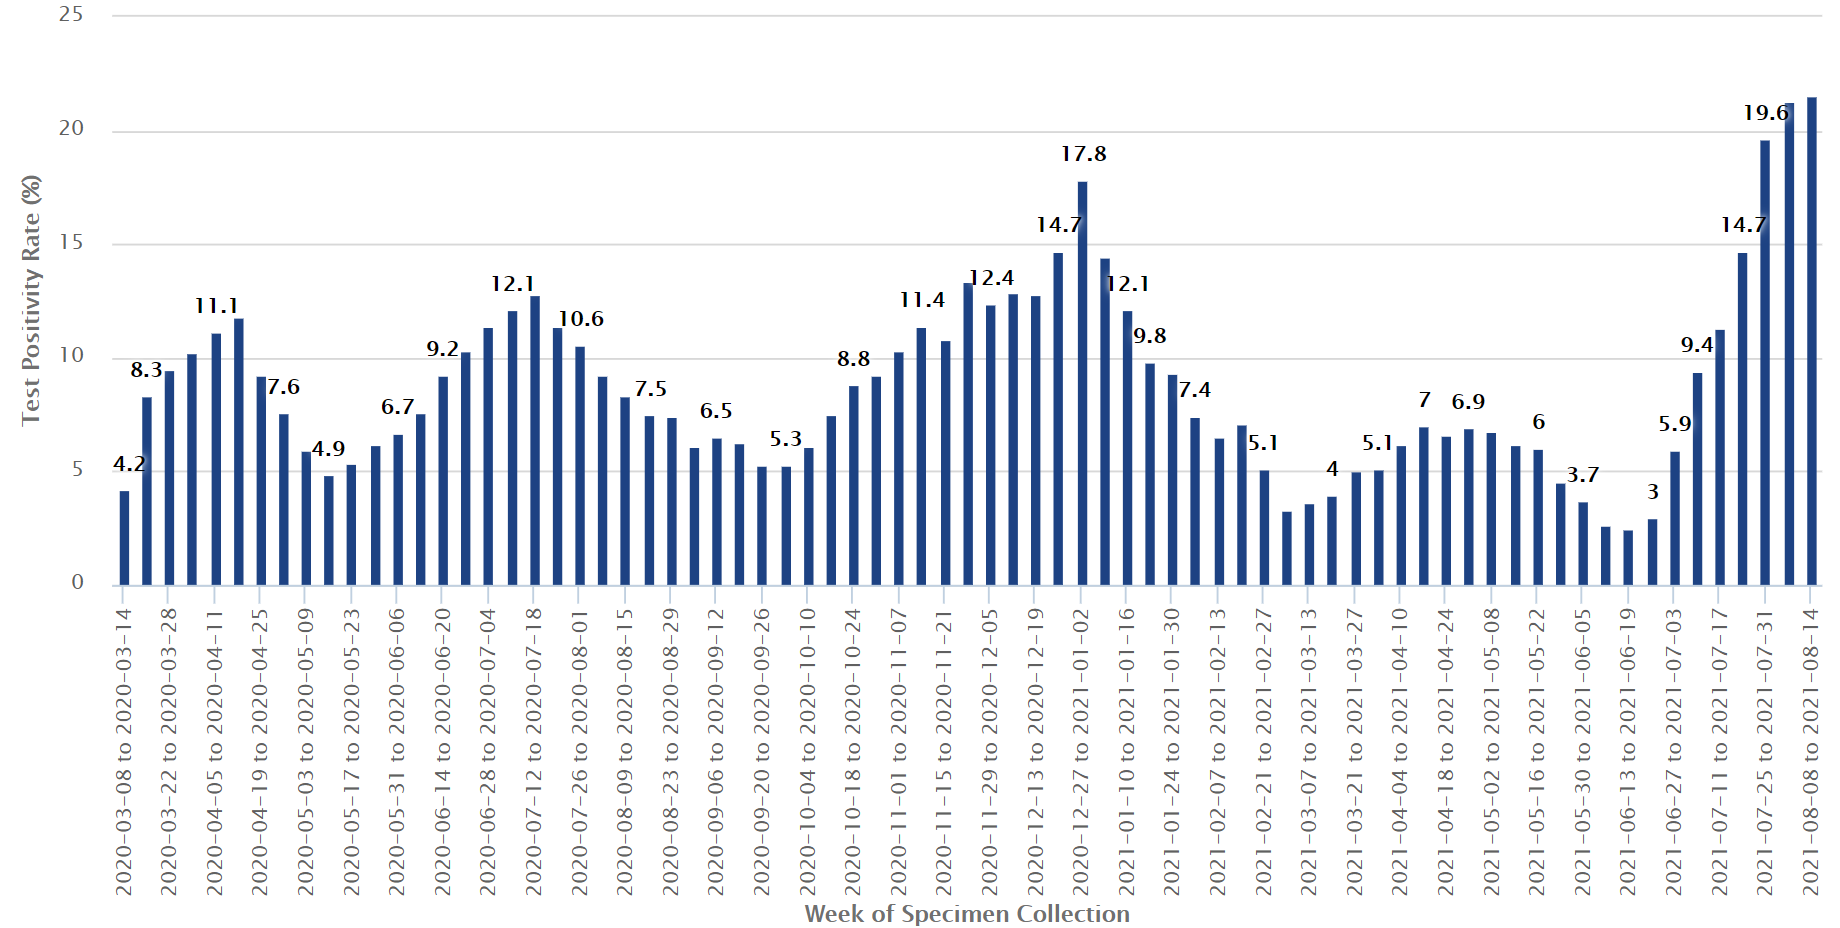 25
20
15
10
5
0
Test Positivity Rate (%)
4.2
8.3
11.1
7.6
4.9
6.7
9.2
12.1
10.6
7.5
6.5
5.3
8.8
11.4
12.4
14.7
17.8
12.1
9.8
7.4
5.1
4
5.1
7
6.9
6
3.7
3
5.9
9.4
14.7
19.6
2020-03-08 to 2020-03-14
2020-03-22 to 2020-03-28
2020-04-05 to 2020-04-11
2020-04-19 to 2020-04-25
2020-05-03 to 2020-05-09
2020-05-17 to 2020-05-23
2020-05-31 to 2020-06-06
2020-06-14 to 2020-06-20
2020-06-28 to 2020-07-04
2020-07-12 to 2020-07-18
2020-07-26 to 2020-08-01
2020-08-09 to 2020-08-15
2020-08-23 to 2020-08-29
2020-09-06 to 2020-09-12
2020-09-20 to 2020-09-26
2020-10-04 to 2020-10-10
2020-10-18 to 2020-10-24
2020-11-01 to 2020-11-07
2020-11-15 to 2020-11-21
2020-11-29 to 2020-12-05
2020-12-13 to 2020-12-19
2020-12-27 to 2021-01-02
2021-01-10 to 2021-01-16
2021-01-24 to 2021-01-30
2021-02-07 to 2021-02-13
2021-02-21 to 2021-02-27
2021-03-07 to 2021-03-13
2021-03-21 to 2021-03-27
2021-04-04 to 2021-04-10
2021-04-18 to 2021-04-24
2021-05-02 to 2021-05-08
2021-05-16 to 2021-05-22
2021-05-30 to 2021-06-05
2021-06-13 to 2021-06-19
2021-06-27 to 2021-07-03
2021-07-11 to 2021-07-17
2021-07-25 to 2021-07-31
2021-08-08 to 2021-08-14
Week of Specimen Collection